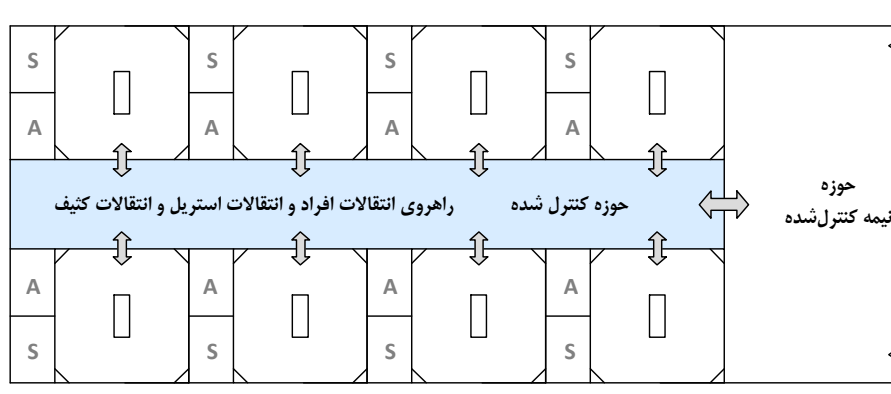 S S S S
A A A A
حوزه کنترل شده راهروی انتقالات افراد و انتقالات استریل و انتقالات کثیف
حوزه
نیمه کنترل‌شده
A A A A
S S S S